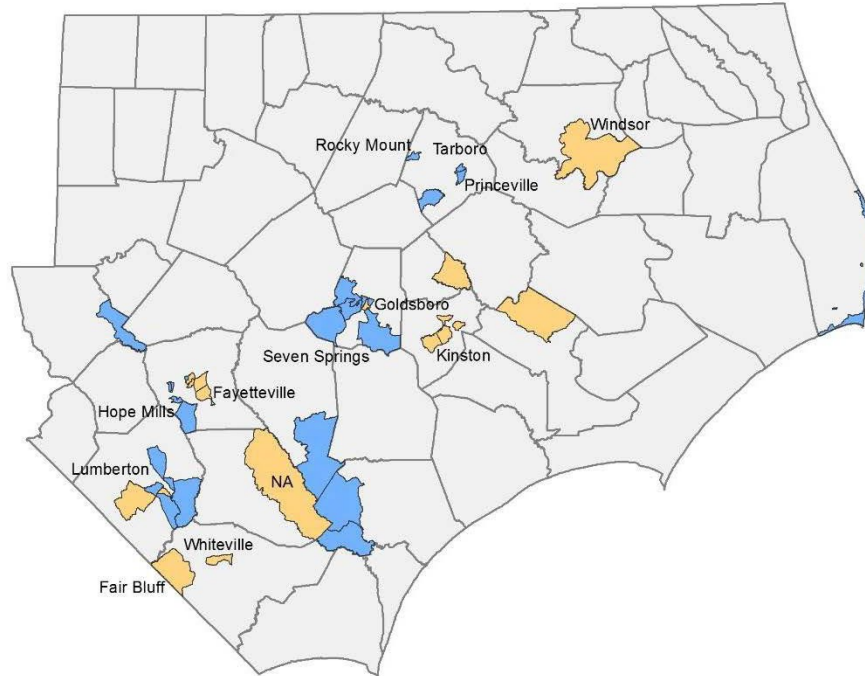 Windsor
Rocky Mount
Tarboro
Princeville
Goldsboro
Seven Springs
Kinston
Fayetteville
Hope Mills
Lumberton
NA
Whiteville
Fair Bluff